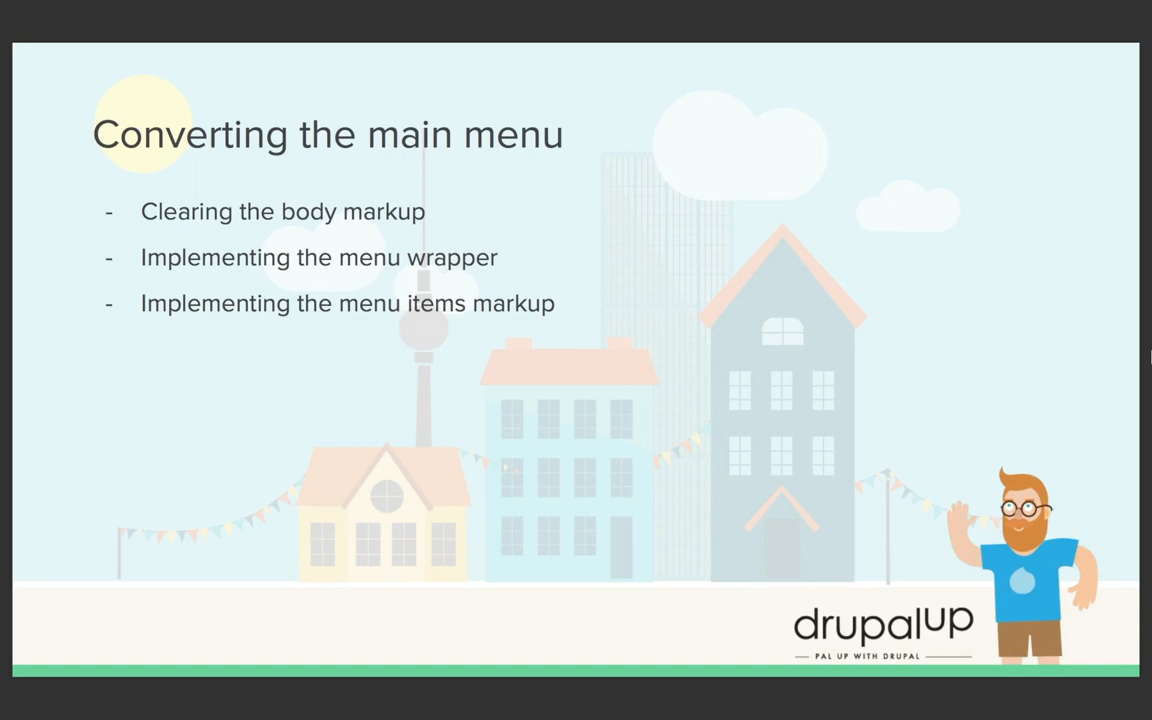 Converting the main menu
- Clearing the body markup
- Implementing the menu wrapper
- Implementing the menu items markup
drupalup
PAL UP WITH DRUPAL